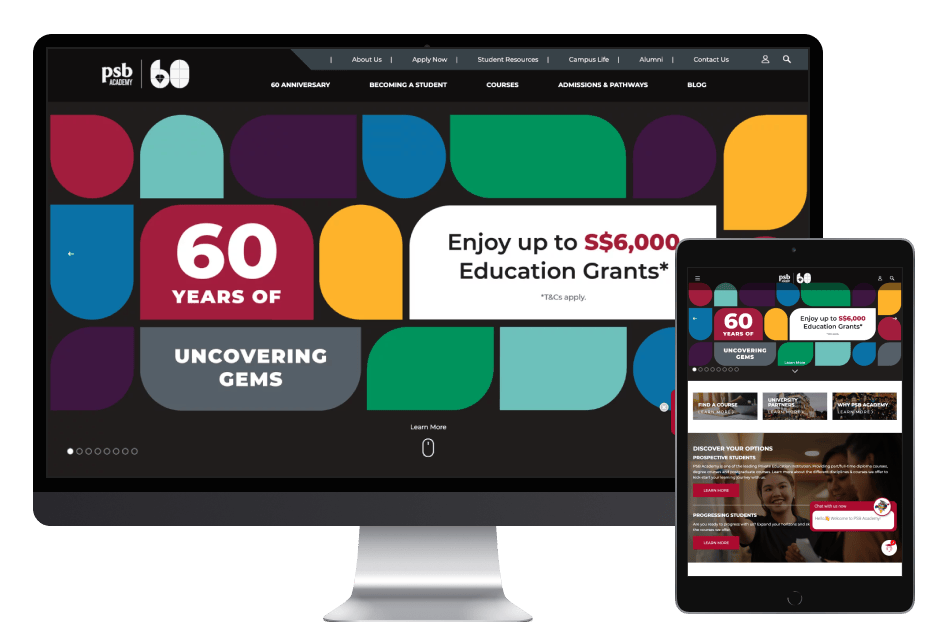 psb
ACADEMY
60
| About Us | Apply Now | Student Resources | Campus Life | Alumni | Contact Us
60 ANNIVERSARY BECOMING A STUDENT COURSES ADMISSIONS & PATHWAYS BLOG
60
YEARS OF
UNCOVERING
GEMS
Enjoy up to S$6,000
Education Grants*
*T&Cs apply.
Learn More
psb
ACADEMY
60
60
YEARS OF
UNCOVERING
GEMS
Enjoy up to S$6,000
Education Grants*
Learn More
FIND A COURSE
LEARN MORE
UNIVERSITY
PARTNERS
LEARN MORE
WHY PSB ACADEMY
LEARN MORE
DISCOVER YOUR OPTIONS
PROSPECTIVE STUDENTS
PSB Academy is one of the leading Private Education Institution. Providing part/full-time diploma courses,
degree courses and postgraduate courses. Learn more about the different disciplines & courses we offer to
kick-start your learning journey with us.
LEARN MORE
PROGRESSING STUDENTS
Are you ready to progress with us? Expand your horizons and
the courses we offer.
LEARN MORE
Chat with us now
Hello👋 Welcome to PSB Academy!